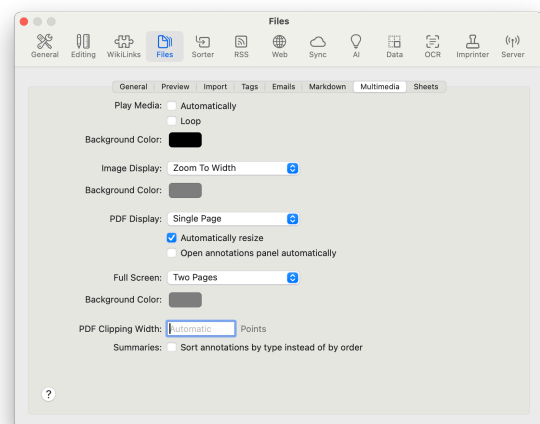 Files
General Editing WikiLinks Files Sorter RSS Web Sync AI Data OCR Imprinter Server
General Preview Import Tags Emails Markdown Multimedia Sheets
Play Media: Automatically
Loop
Background Color:
Image Display: Zoom To Width
Background Color:
PDF Display: Single Page
Automatically resize
Open annotations panel automatically
Full Screen: Two Pages
Background Color:
PDF Clipping Width: Automatic Points
Summaries: Sort annotations by type instead of by order
?